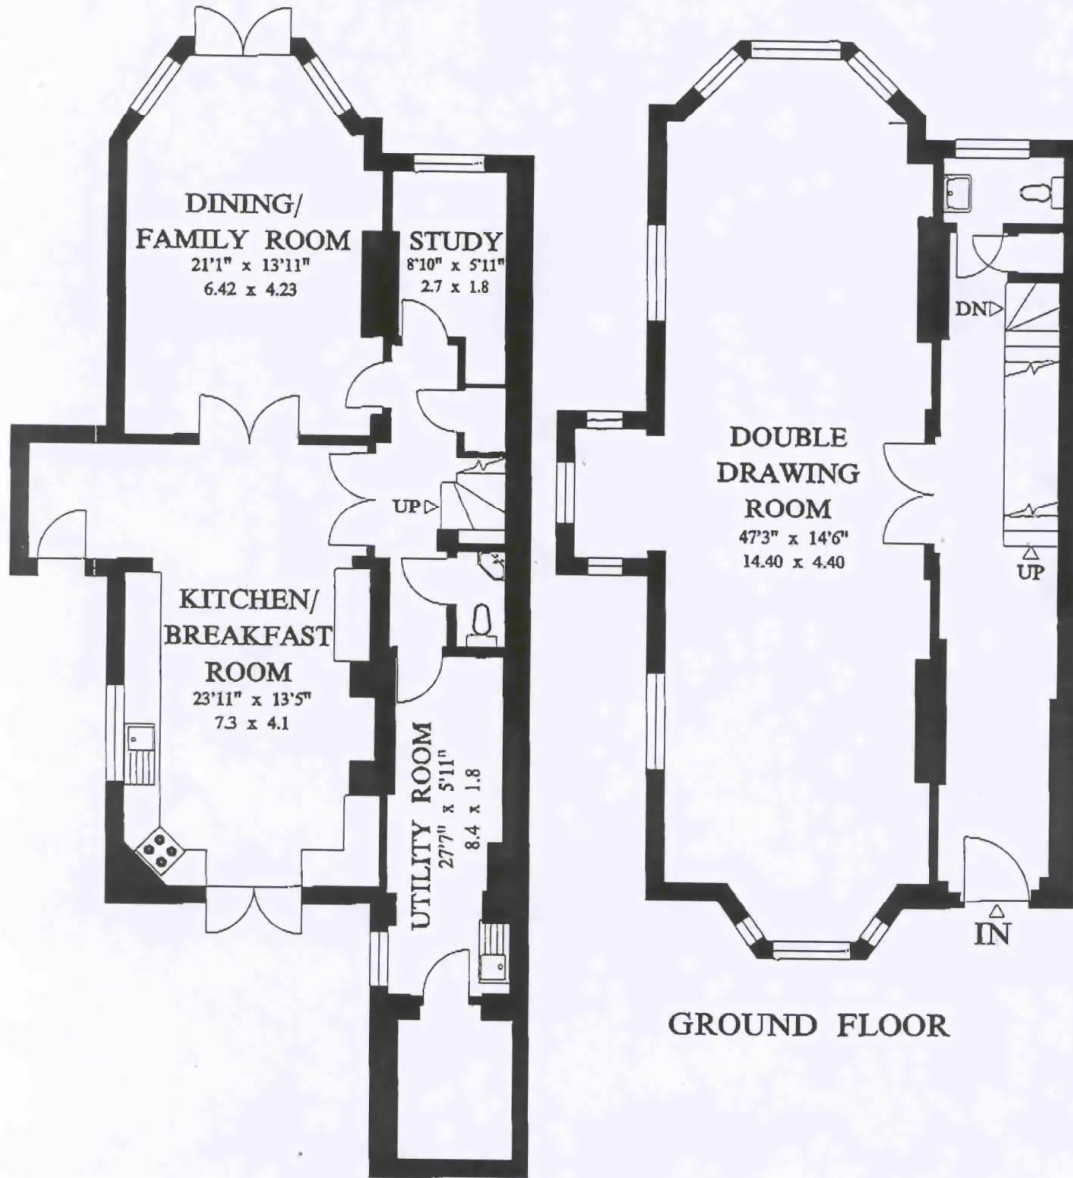 DINING/
FAMILY ROOM
21'1" x 13'11"
6.42 x 4.23
STUDY
8'10" x 5'11"
2.7 x 1.8
UP
KITCHEN/
BREAKFAST
ROOM
23'11" x 13'5"
7.3 x 4.1
UTILITY ROOM
27'7" x 5'11"
8.4 x 1.8
DN
DOUBLE
DRAWING
ROOM
47'3" x 14'6"
14.40 x 4.40
UP
IN
GROUND FLOOR